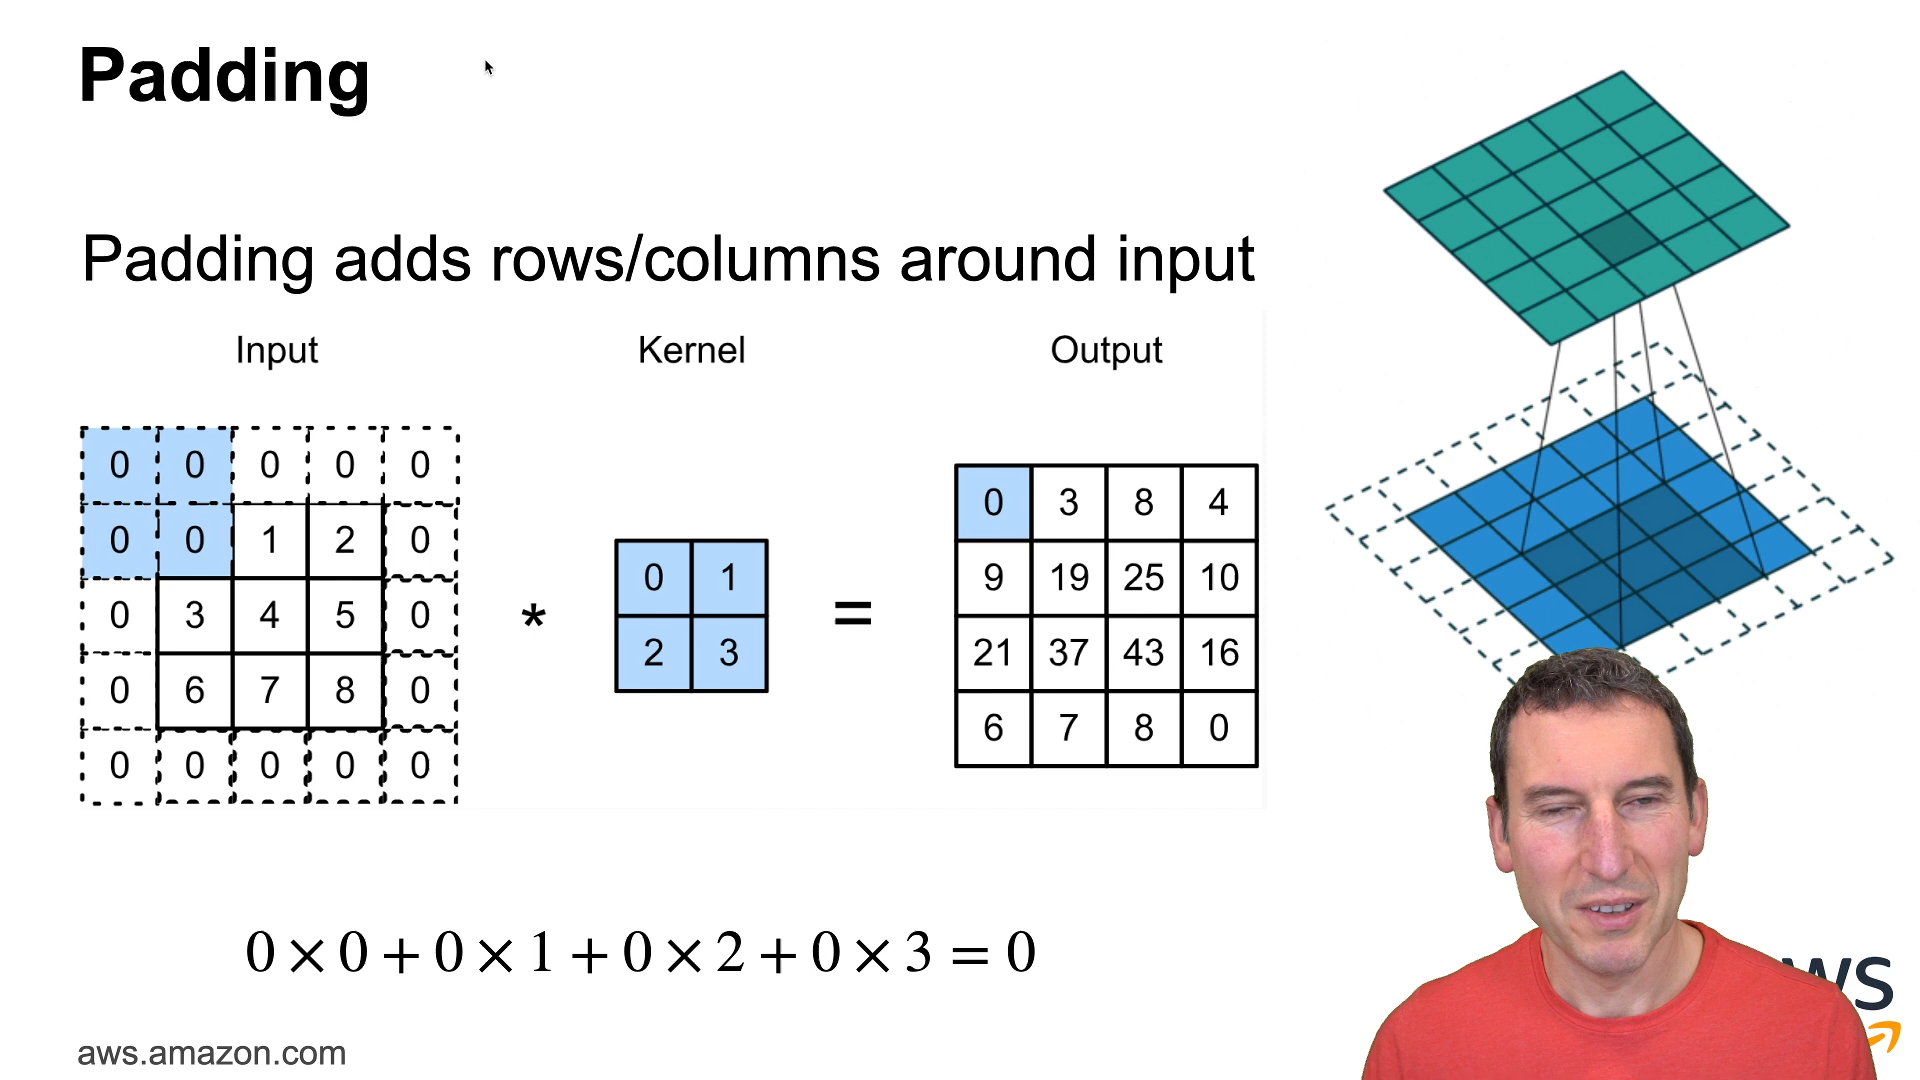 Padding
Padding adds rows/columns around input
Input Kernel Output
0 0 0 0 0
0 0 1 2 0
0 3 4 5 0
0 6 7 8 0
0 0 0 0 0
*
0 1
2 3
=
0 3 8 4
9 19 25 10
21 37 43 16
6 7 8 0
0 × 0 + 0 × 1 + 0 × 2 + 0 × 3 = 0
aws.amazon.com